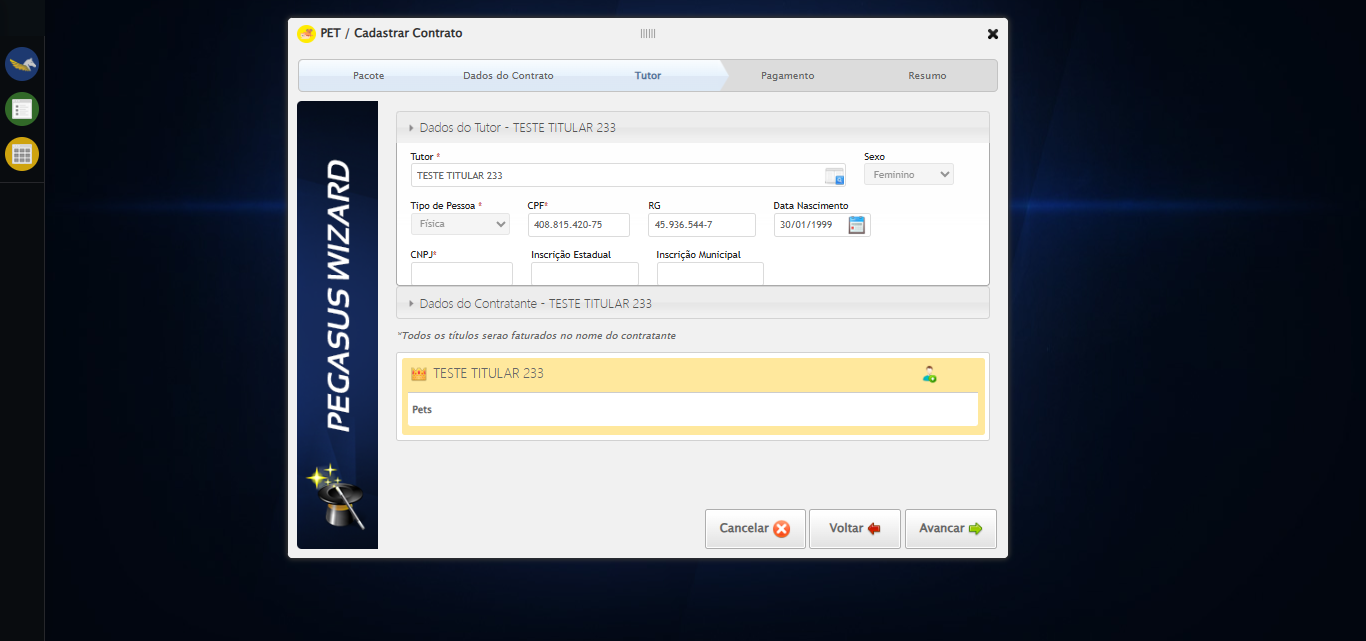 PET / Cadastrar Contrato
Pacote
Dados do Contrato
Tutor
Pagamento
Resumo
PEGASUS WIZARD
Dados do Tutor - TESTE TITULAR 233
Tutor * Sexo
TESTE TITULAR 233 Feminino
Tipo de Pessoa * CPF* RG Data Nascimento
Física 408.815.420-75 45.936.544-7 30/01/1999
CNPJ* Inscrição Estadual Inscrição Municipal
Dados do Contratante - TESTE TITULAR 233
*Todos os títulos serao faturados no nome do contratante
TESTE TITULAR 233
Pets
Cancelar Voltar Avancar